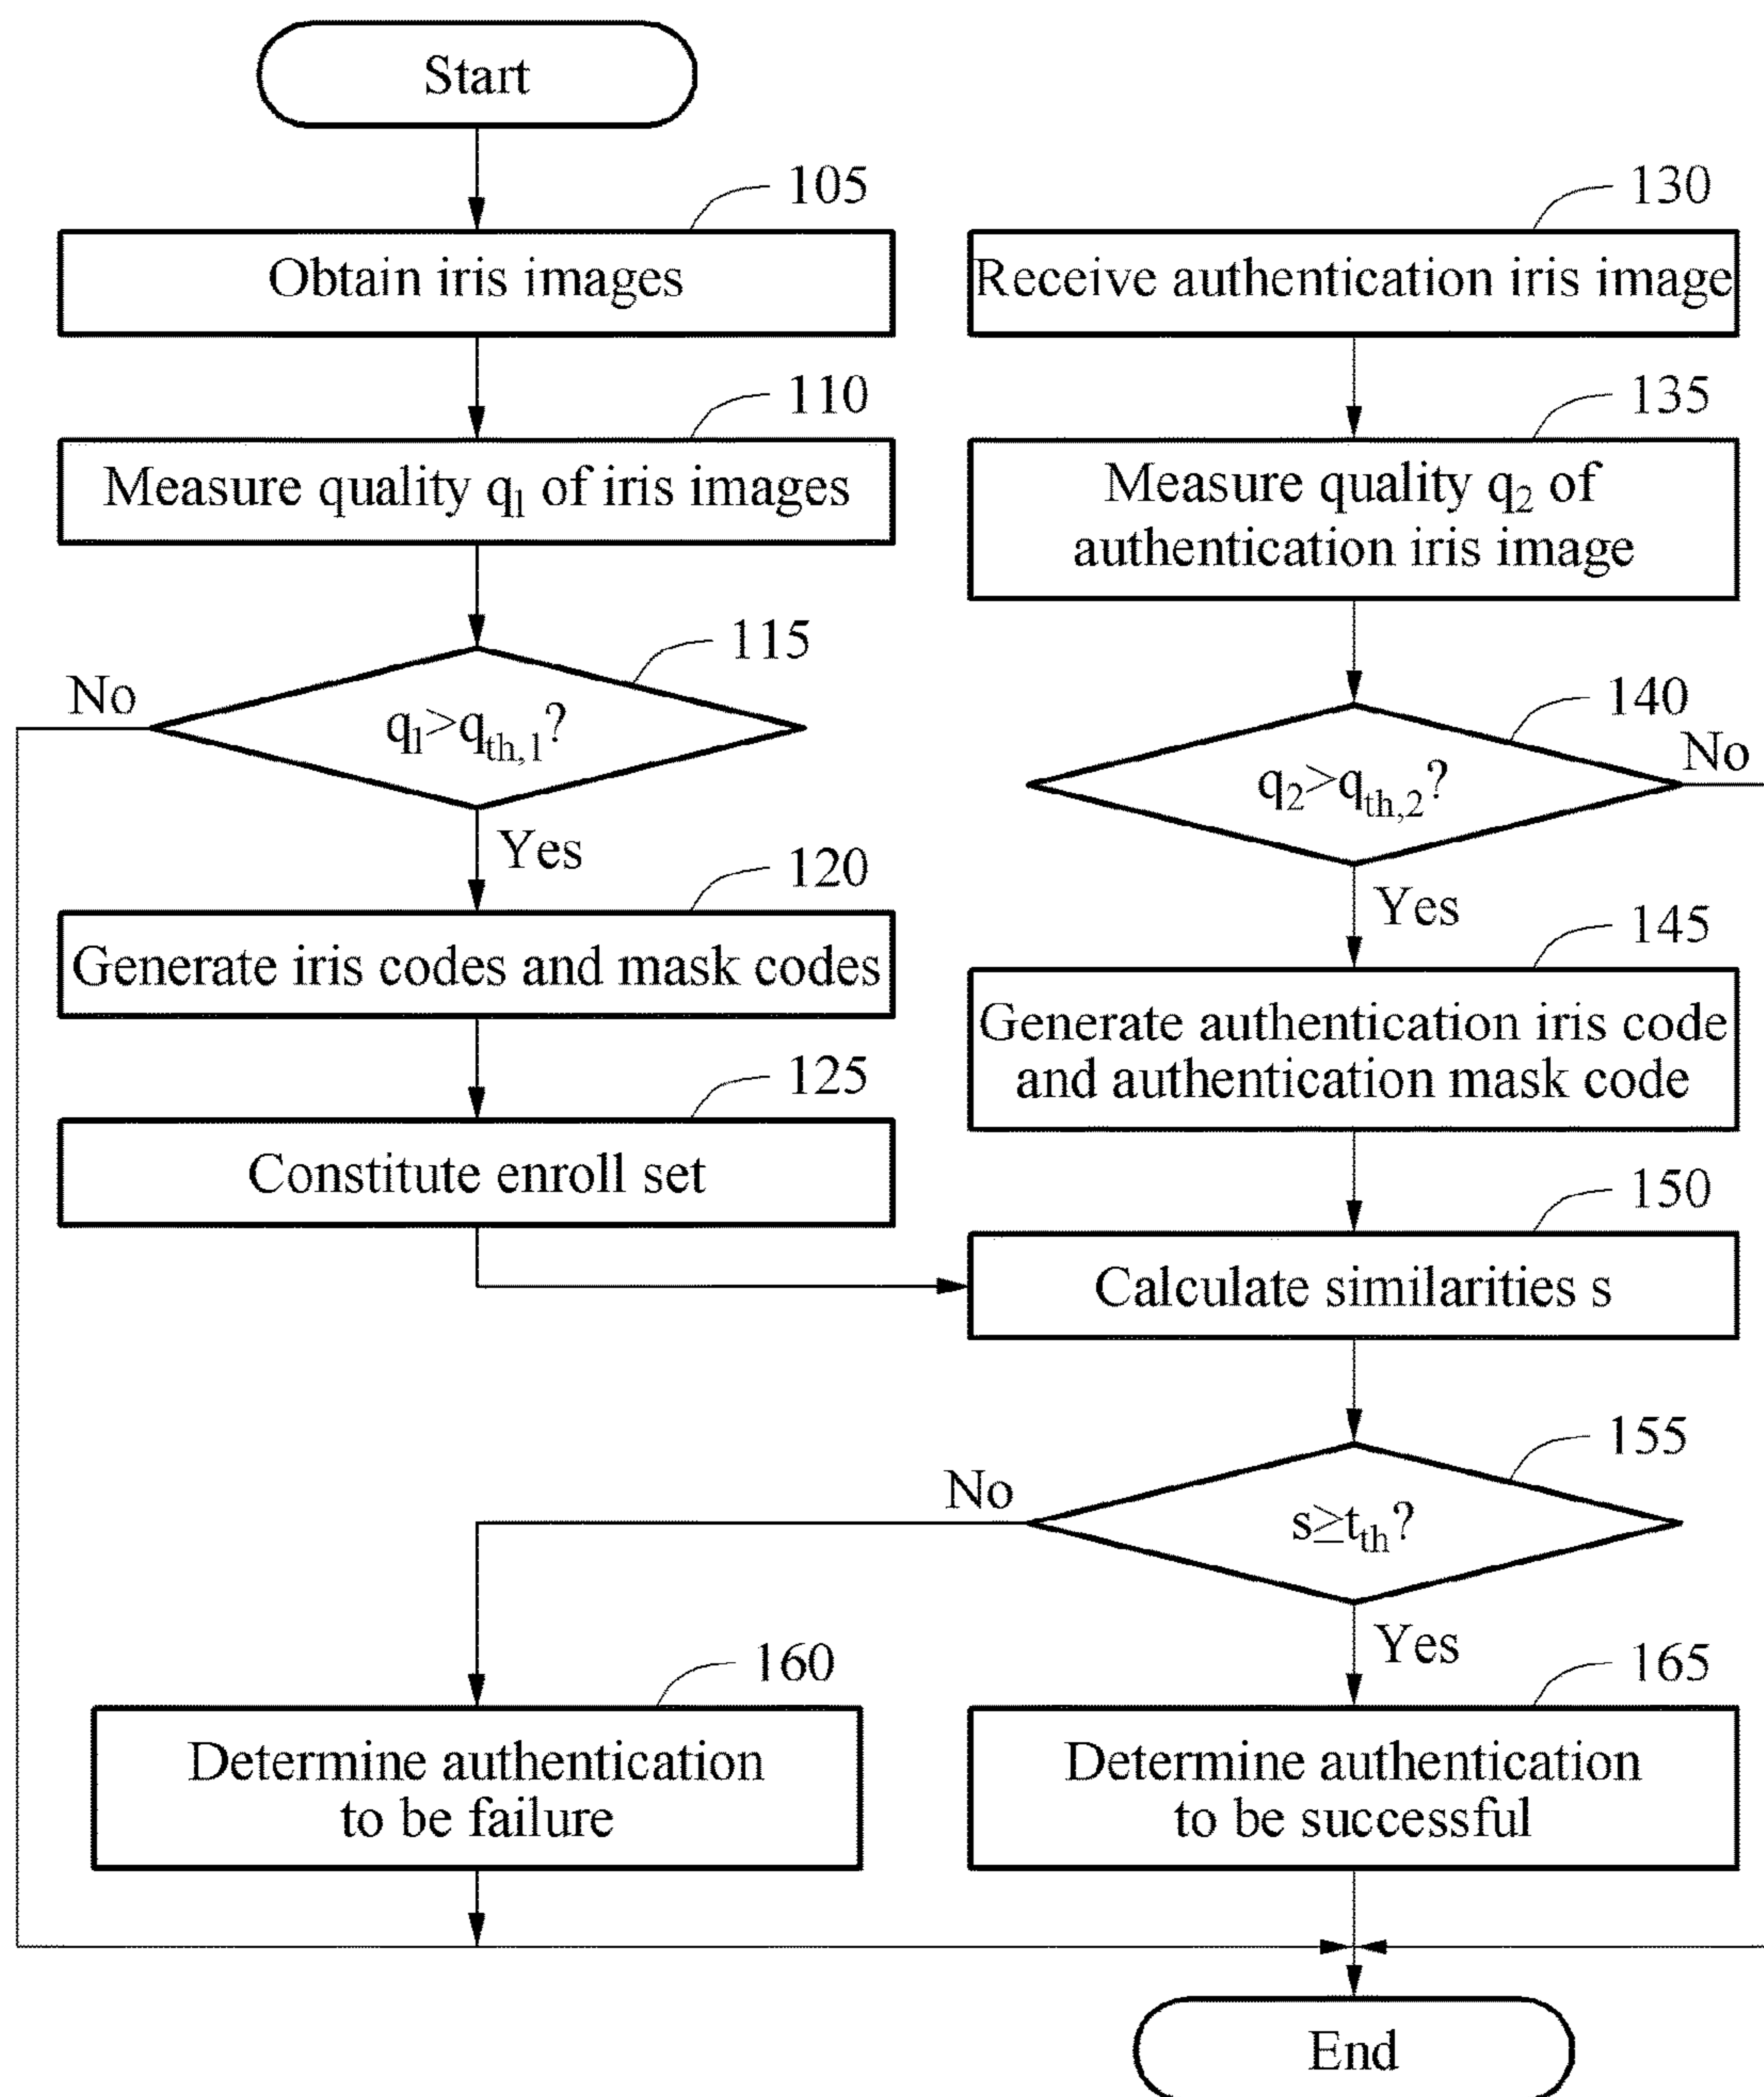 Start
105
Obtain iris images
110
Measure quality q₁ of iris images
115
No
q₁>qth,1?
Yes
120
Generate iris codes and mask codes
125
Constitute enroll set
130
Receive authentication iris image
135
Measure quality q₂ of
authentication iris image
140
No
q₂>qth,2?
Yes
145
Generate authentication iris code
and authentication mask code
150
Calculate similarities s
155
No
s≥tth?
Yes
160
Determine authentication
to be failure
165
Determine authentication
to be successful
End